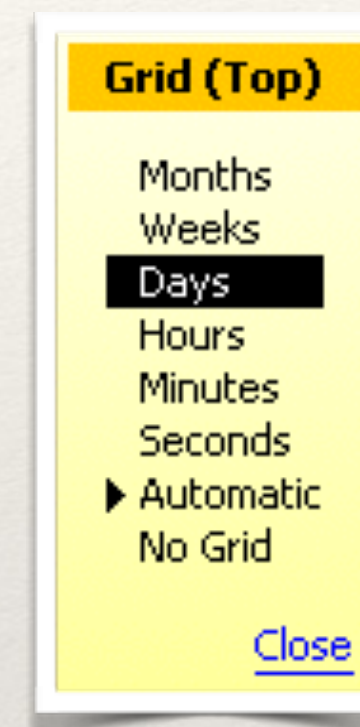 Grid (Top)
Months
Weeks
Days
Hours
Minutes
Seconds
Automatic
No Grid
Close